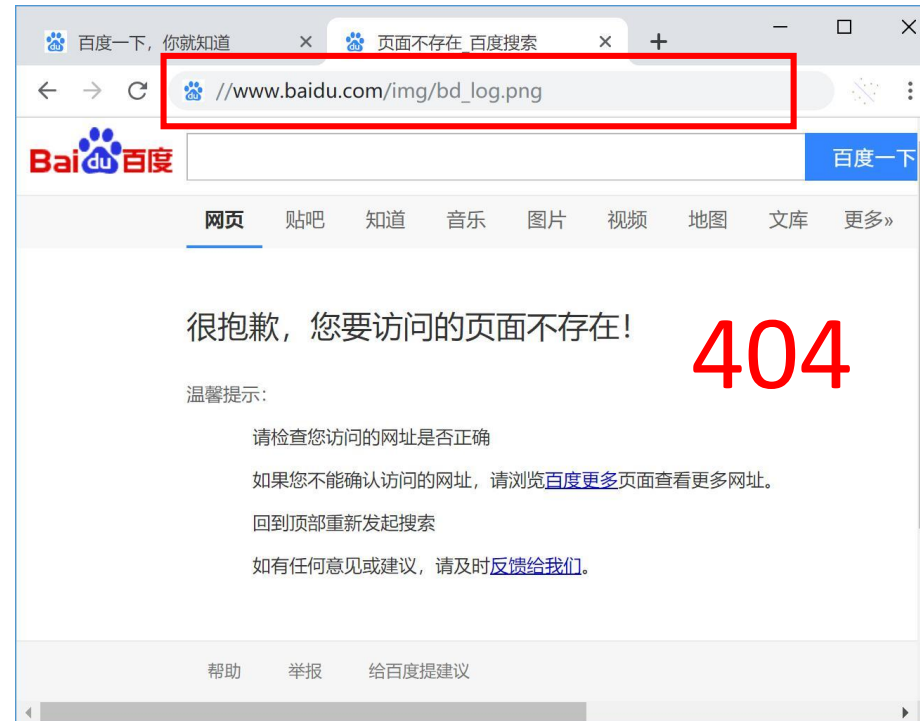 百度一下，你就知道
页面不存在_百度搜索
//www.baidu.com/img/bd_log.png
Bai du 百度
百度一下
网页 贴吧 知道 音乐 图片 视频 地图 文库 更多»
很抱歉，您要访问的页面不存在！
404
温馨提示：
请检查您访问的网址是否正确
如果您不能确认访问的网址，请浏览百度更多页面查看更多网址。
回到顶部重新发起搜索
如有任何意见或建议，请及时反馈给我们。
帮助 举报 给百度提建议